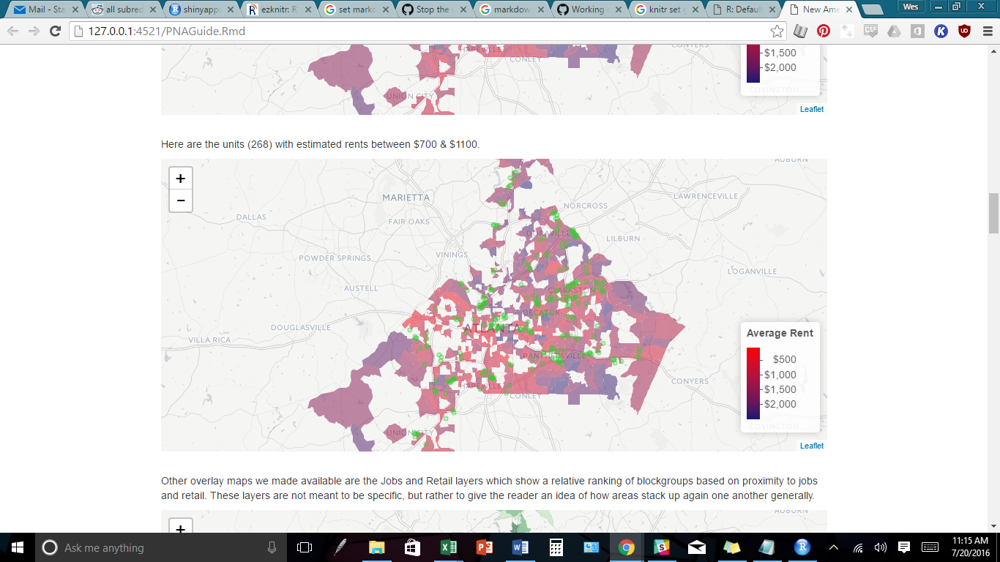 Mail - Sta
all subred
shinyapps
ezknitr: R
set markd
Stop the
markdow
Working
knitr set g
R: Defaul
New Ame
Wes
127.0.0.1:4521/PNAGuide.Rmd
HAPEVILLE
CONLEY
CONYERS
UNION CITY
$1,500
$2,000
COVINGTON
Leaflet
Here are the units (268) with estimated rents between $700 & $1100.
+
−
AUBURN
MARIETTA
NORCROSS
LAWRENCEVILLE
DALLAS
FAIR OAKS
DORAVILLE
LILBURN
POWDER SPRINGS
VININGS
LOGANVILLE
AUSTELL
CLARKSTON
DECATUR
DOUGLASVILLE
ATLANTA
VILLA RICA
PANTHERSVILLE
HAPEVILLE
CONLEY
CONYERS
UNION CITY
COVINGTON
Average Rent
$500
$1,000
$1,500
$2,000
Leaflet
Other overlay maps we made available are the Jobs and Retail layers which show a relative ranking of blockgroups based on proximity to jobs
and retail. These layers are not meant to be specific, but rather to give the reader an idea of how areas stack up again one another generally.
+
AUBURN
Ask me anything
11:15 AM
7/20/2016